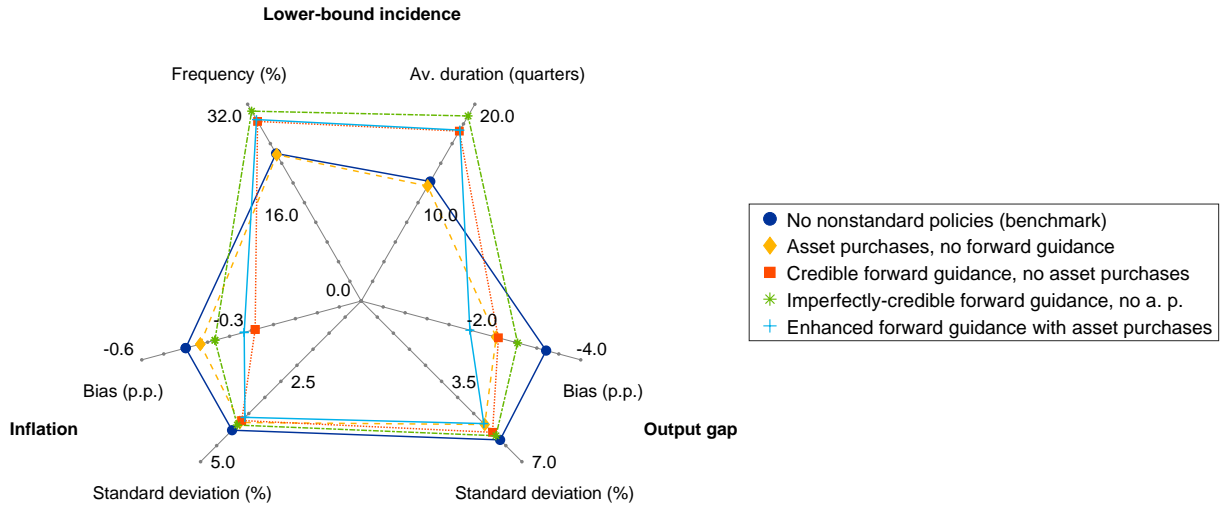 Lower-bound incidence
Frequency (%)
Av. duration (quarters)
32.0
20.0
16.0
10.0
0.0
-0.3
-2.0
-0.6
-4.0
Bias (p.p.)
Bias (p.p.)
2.5
3.5
Inflation
Output gap
5.0
7.0
Standard deviation (%)
Standard deviation (%)
No nonstandard policies (benchmark)
Asset purchases, no forward guidance
Credible forward guidance, no asset purchases
Imperfectly-credible forward guidance, no a. p.
Enhanced forward guidance with asset purchases